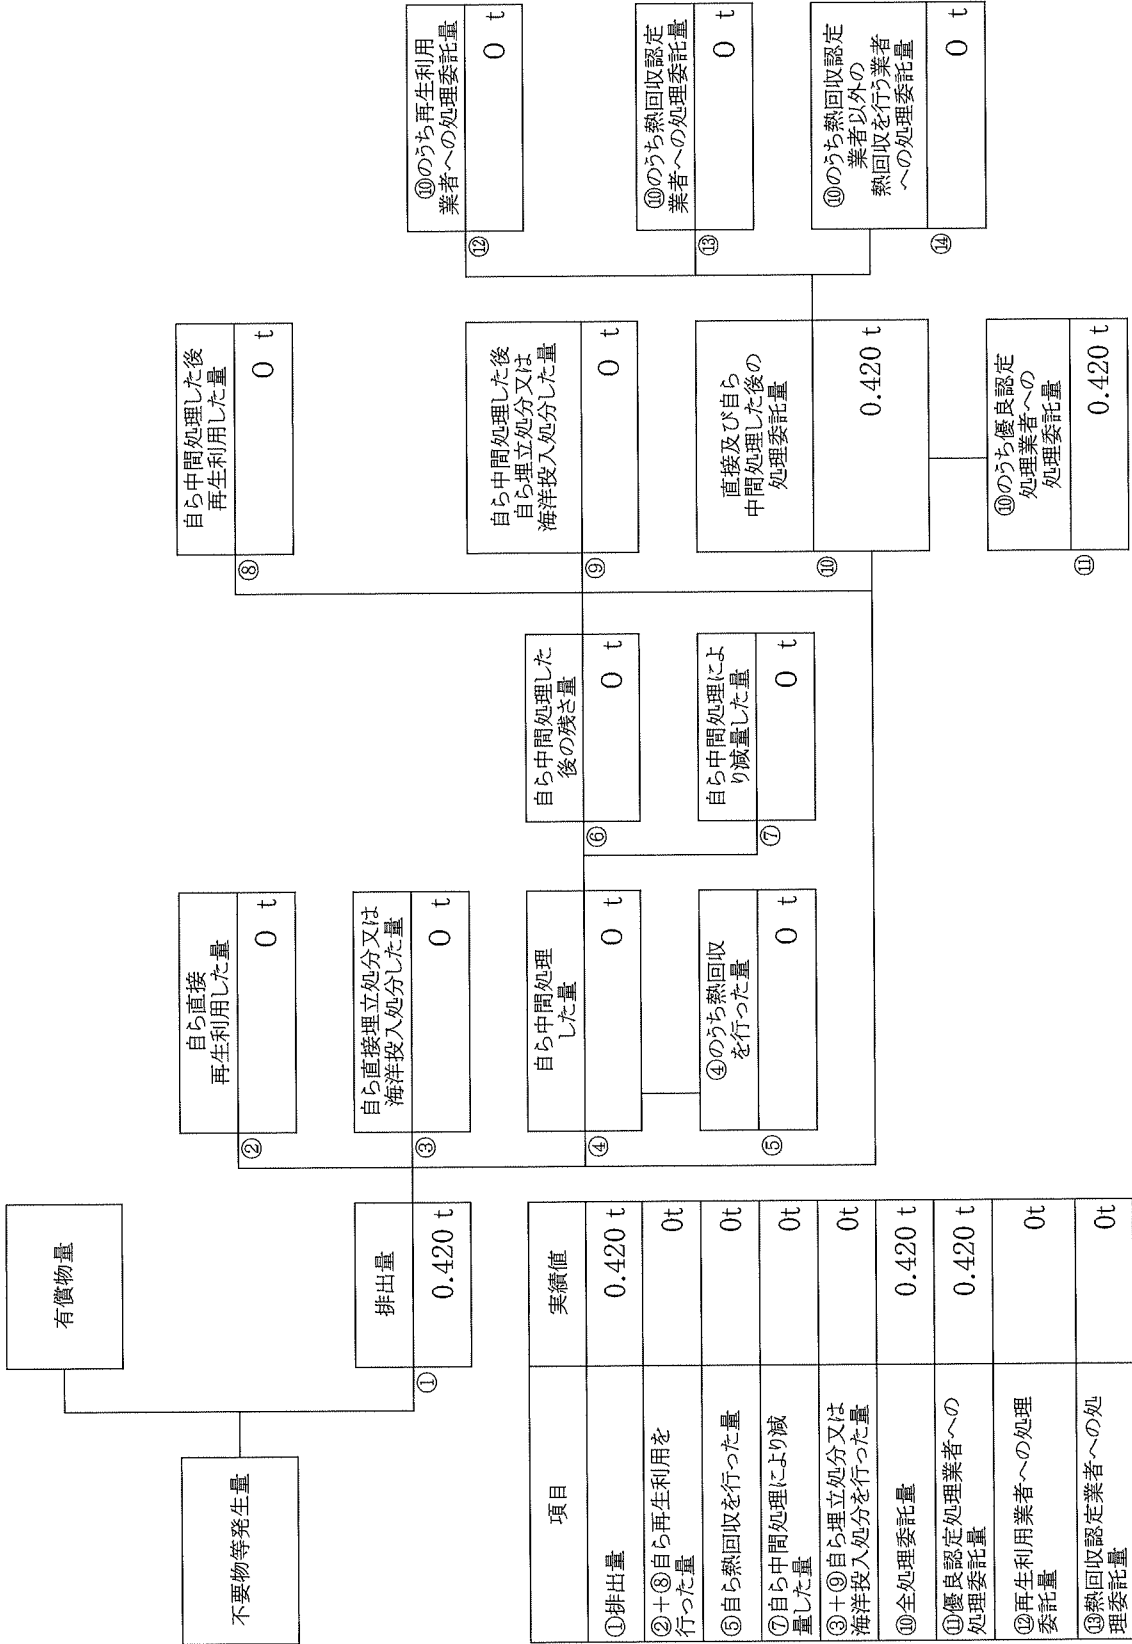 不要物等発生量
有償物量
排出量
①
0.420 t
自ら直接
再生利用した量
②
0 t
自ら直接埋立処分又は
海洋投入処分した量
③
0 t
自ら中間処理
した量
④
0 t
④のうち熱回収
を行った量
⑤
0 t
自ら中間処理した
後の残さ量
⑥
0 t
自ら中間処理によ
り減量した量
⑦
0 t
自ら中間処理した後
再生利用した量
⑧
0 t
自ら中間処理した後
自ら埋立処分又は
海洋投入処分した量
⑨
0 t
直接及び自ら
中間処理した後の
処理委託量
⑩
0.420 t
⑩のうち優良認定
処理業者への
処理委託量
⑪
0.420 t
⑩のうち再生利用
業者への処理委託量
⑫
0 t
⑩のうち熱回収認定
業者への処理委託量
⑬
0 t
⑩のうち熱回収認定
業者以外の
熱回収を行う業者
への処理委託量
⑭
0 t
項目
実績値
①排出量
0.420 t
②+⑧自ら再生利用を
行った量
0t
⑤自ら熱回収を行った量
0t
⑦自ら中間処理により減
量した量
0t
③+⑨自ら埋立処分又は
海洋投入処分を行った量
0t
⑩全処理委託量
0.420 t
⑪優良認定処理業者への
処理委託量
0.420 t
⑫再生利用業者への処理
委託量
0t
⑬熱回収認定業者への処
理委託量
0t